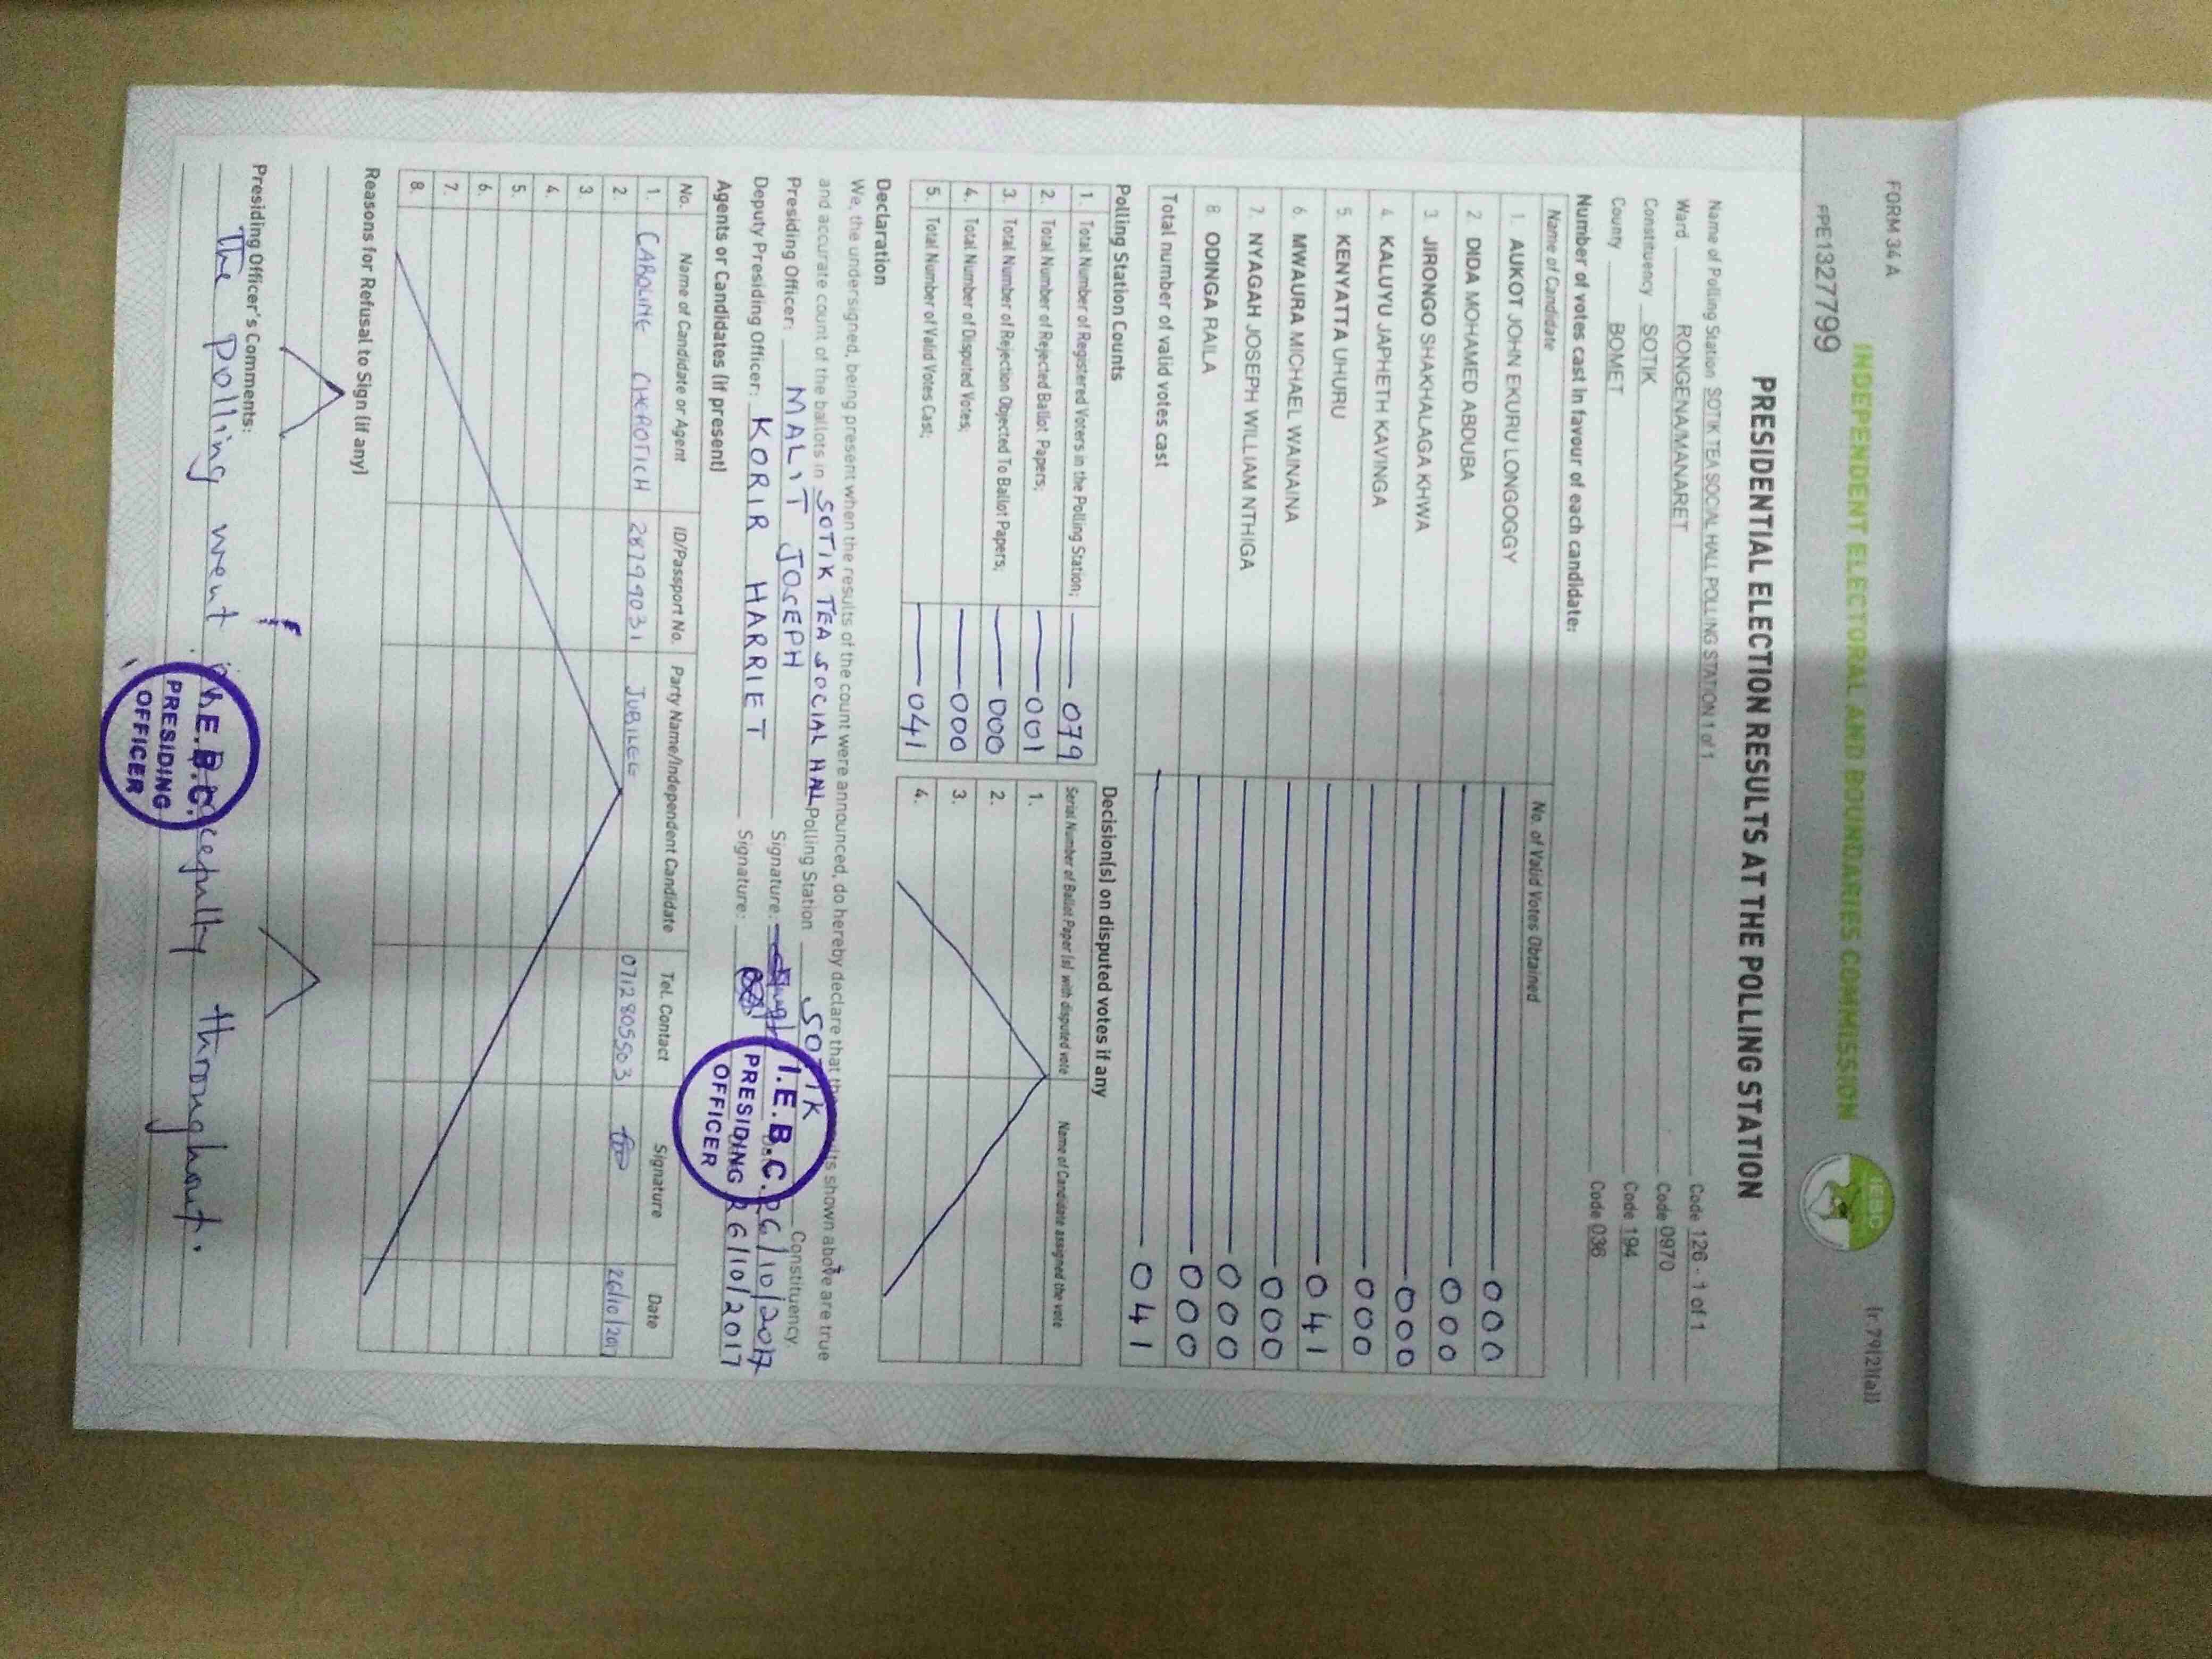 FORM 34 A
(r.79(2)(a))
INDEPENDENT ELECTORAL AND BOUNDARIES COMMISSION
IEBC
PPE13277799
PRESIDENTIAL ELECTION RESULTS AT THE POLLING STATION
Name of Polling Station SOTIK TEA SOCIAL HALL POLLING STATION 1 of 1 Code 126 - 1 of 1
Ward RONGENA/MANARET Code 0970
Constituency SOTIK Code 194
County BOMET Code 036
Number of votes cast in favour of each candidate:
Name of Candidate No. of Valid Votes Obtained
1. AUKOT JOHN EKURU LONGOGGY 000
2 DIDA MOHAMED ABDUBA 000
3 JIRONGO SHAKHALAGA KHWA 000
4. KALUYU JAPHETH KAVINGA 000
5. KENYATTA UHURU 041
6. MWAURA MICHAEL WAINAINA 000
7. NYAGAH JOSEPH WILLIAM NTHIGA 000
8 ODINGA RAILA 000
Total number of valid votes cast 041
Polling Station Counts
1. Total Number of Registered Voters in the Polling Station; 079
2. Total Number of Rejected Ballot Papers; 001
3. Total Number of Rejection Objected To Ballot Papers; 000
4. Total Number of Disputed Votes; 000
5. Total Number of Valid Votes Cast; 041
Decision(s) on disputed votes if any
Serial Number of Ballot Paper (s) with disputed vote Name of Candidate assigned the vote
1.
2.
3.
4.
Declaration
We, the undersigned, being present when the results of the count were announced, do hereby declare that the shown above are true
and accurate count of the ballots in SOTIK TEA SOCIAL HALL Polling Station SOTIK Constituency.
Presiding Officer: MALIT JOSEPH Signature: 26/10/2017
Deputy Presiding Officer: KORIR HARRIET Signature: 26/10/2017
I.E.B.C.
PRESIDING
OFFICER
Agents or Candidates (if present)
No. Name of Candidate or Agent ID/Passport No. Party Name/Independent Candidate Tel. Contact Signature Date
1. CAROLINE CHEROTICH 28799031 JUBILEE 0712805503 26/10/2017
2.
3.
4.
5.
6.
7.
8.
Reasons for Refusal to Sign (if any)
Presiding Officer's Comments:
The polling went throughout.
I.E.B.C.
PRESIDING
OFFICER